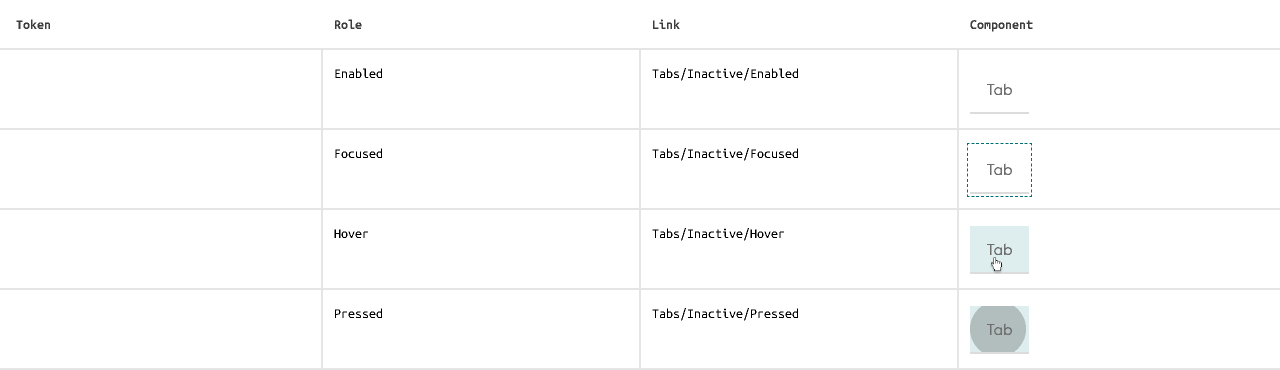 Token Role Link Component
Enabled Tabs/Inactive/Enabled Tab
Focused Tabs/Inactive/Focused Tab
Hover Tabs/Inactive/Hover Tab
Pressed Tabs/Inactive/Pressed Tab